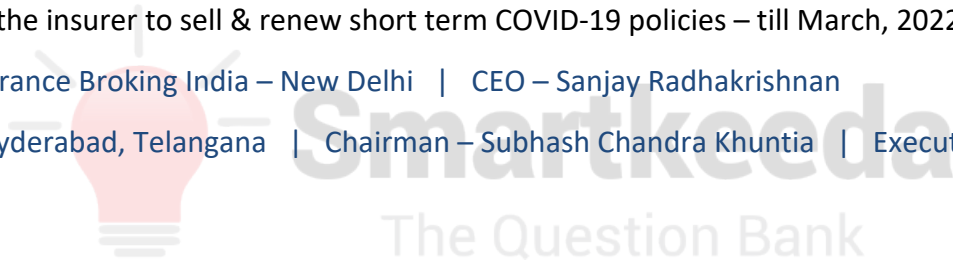 the insurer to sell & renew short term COVID-19 policies – till March, 2022
rance Broking India – New Delhi | CEO – Sanjay Radhakrishnan
yderabad, Telangana | Chairman – Subhash Chandra Khuntia | Execut
Smartkeeda
The Question Bank